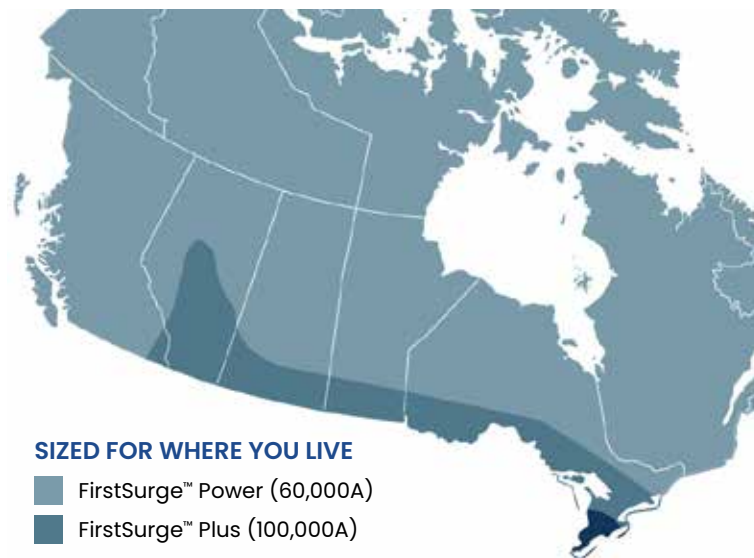 SIZED FOR WHERE YOU LIVE
FirstSurge™ Power (60,000A)
FirstSurge™ Plus (100,000A)